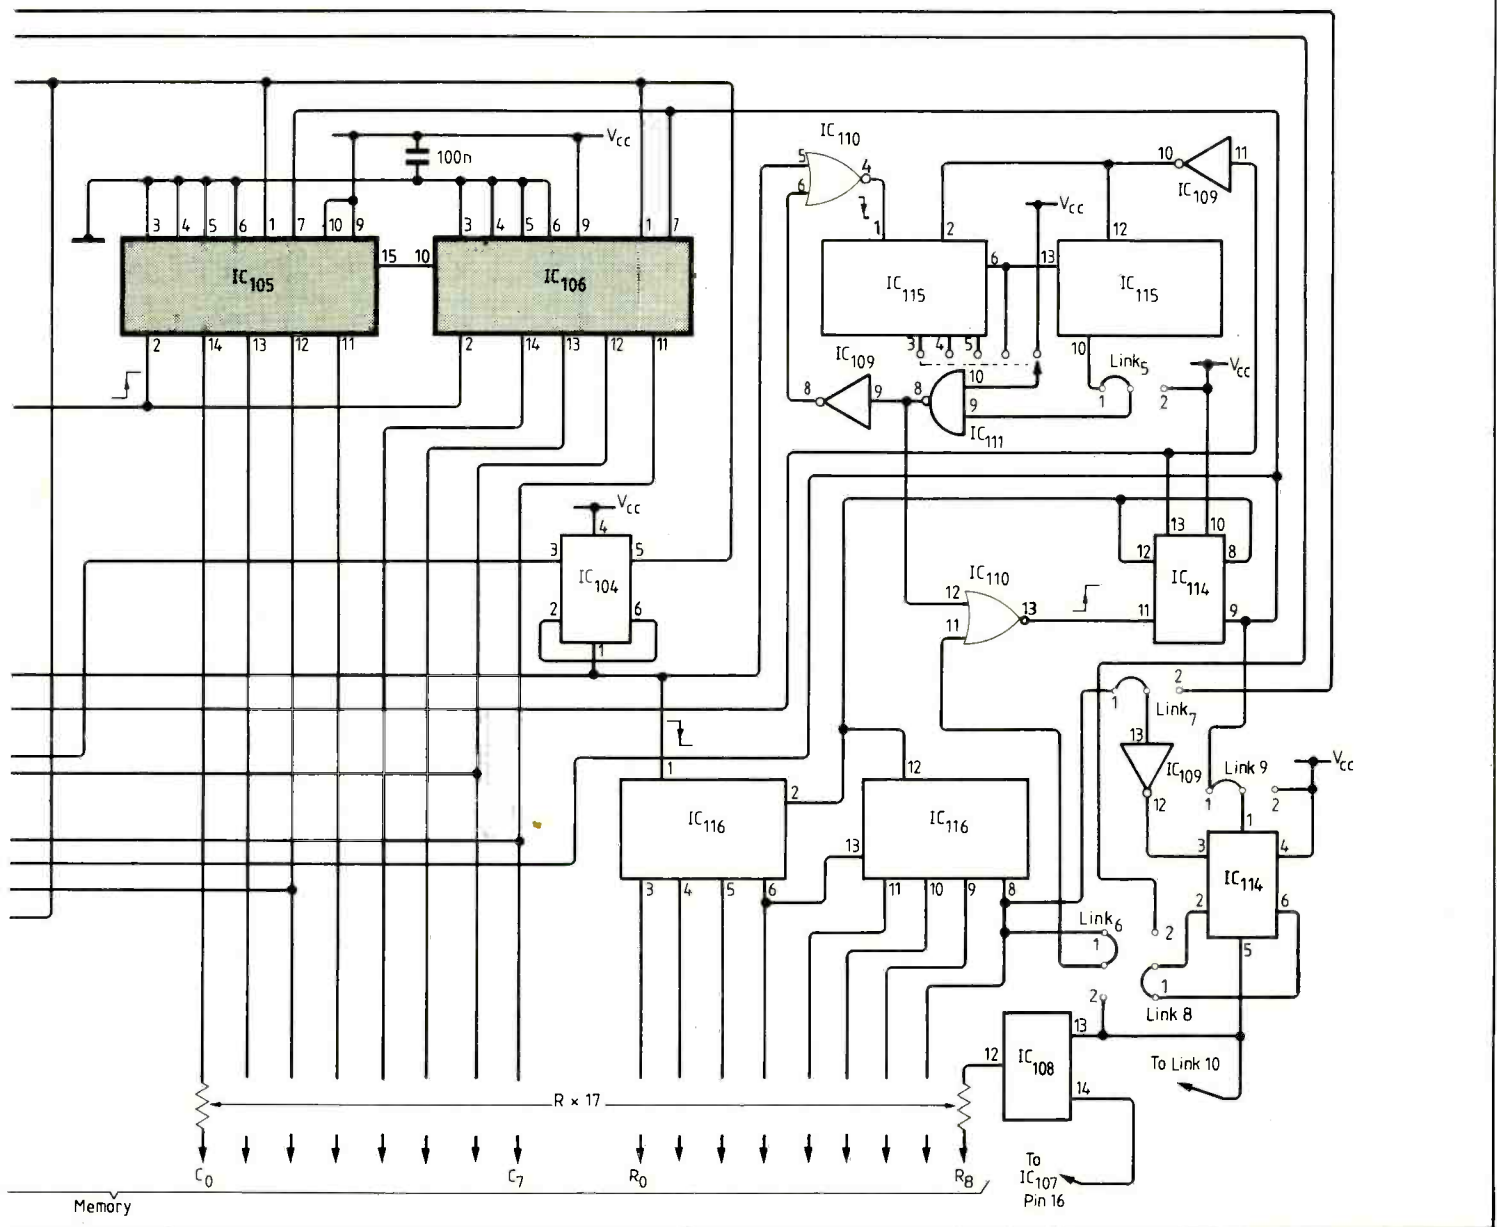 IC110
VCC
100n
5
4
10
11
6
IC109
VCC
1
2
12
3 4 5 6 1 7 10 9
3 4 5 6 9 1 7
15 10
6 13
IC105
IC106
IC115
IC115
2 14 13 12 11
2 14 13 12 11
3 4 5
10
IC109
Link5
VCC
8
9
8
10
9
1
2
IC111
VCC
4
13 10
3
5
12
8
IC104
IC110
IC114
2
6
12
13
11
11
9
1
2
1
Link7
13
IC109
Link 9
VCC
1
12
2
12
1
2
1
IC116
IC116
13
3
4
IC114
3 4 5 6
11 10 9 8
2
6
Link6
1
2
5
1
2
Link 8
13
12
IC108
To Link 10
14
R × 17
C0
C7
R0
R8
To
IC107
Pin 16
Memory